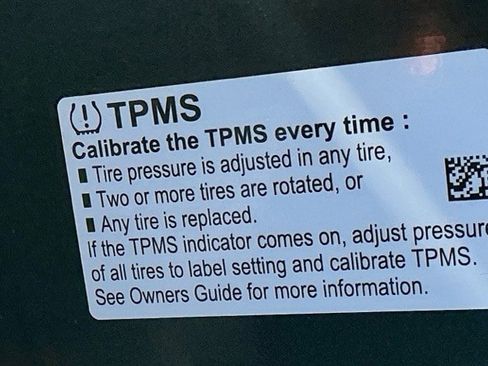 TPMS
Calibrate the TPMS every time :
Tire pressure is adjusted in any tire,
Two or more tires are rotated, or
Any tire is replaced.
If the TPMS indicator comes on, adjust pressure
of all tires to label setting and calibrate TPMS.
See Owners Guide for more information.